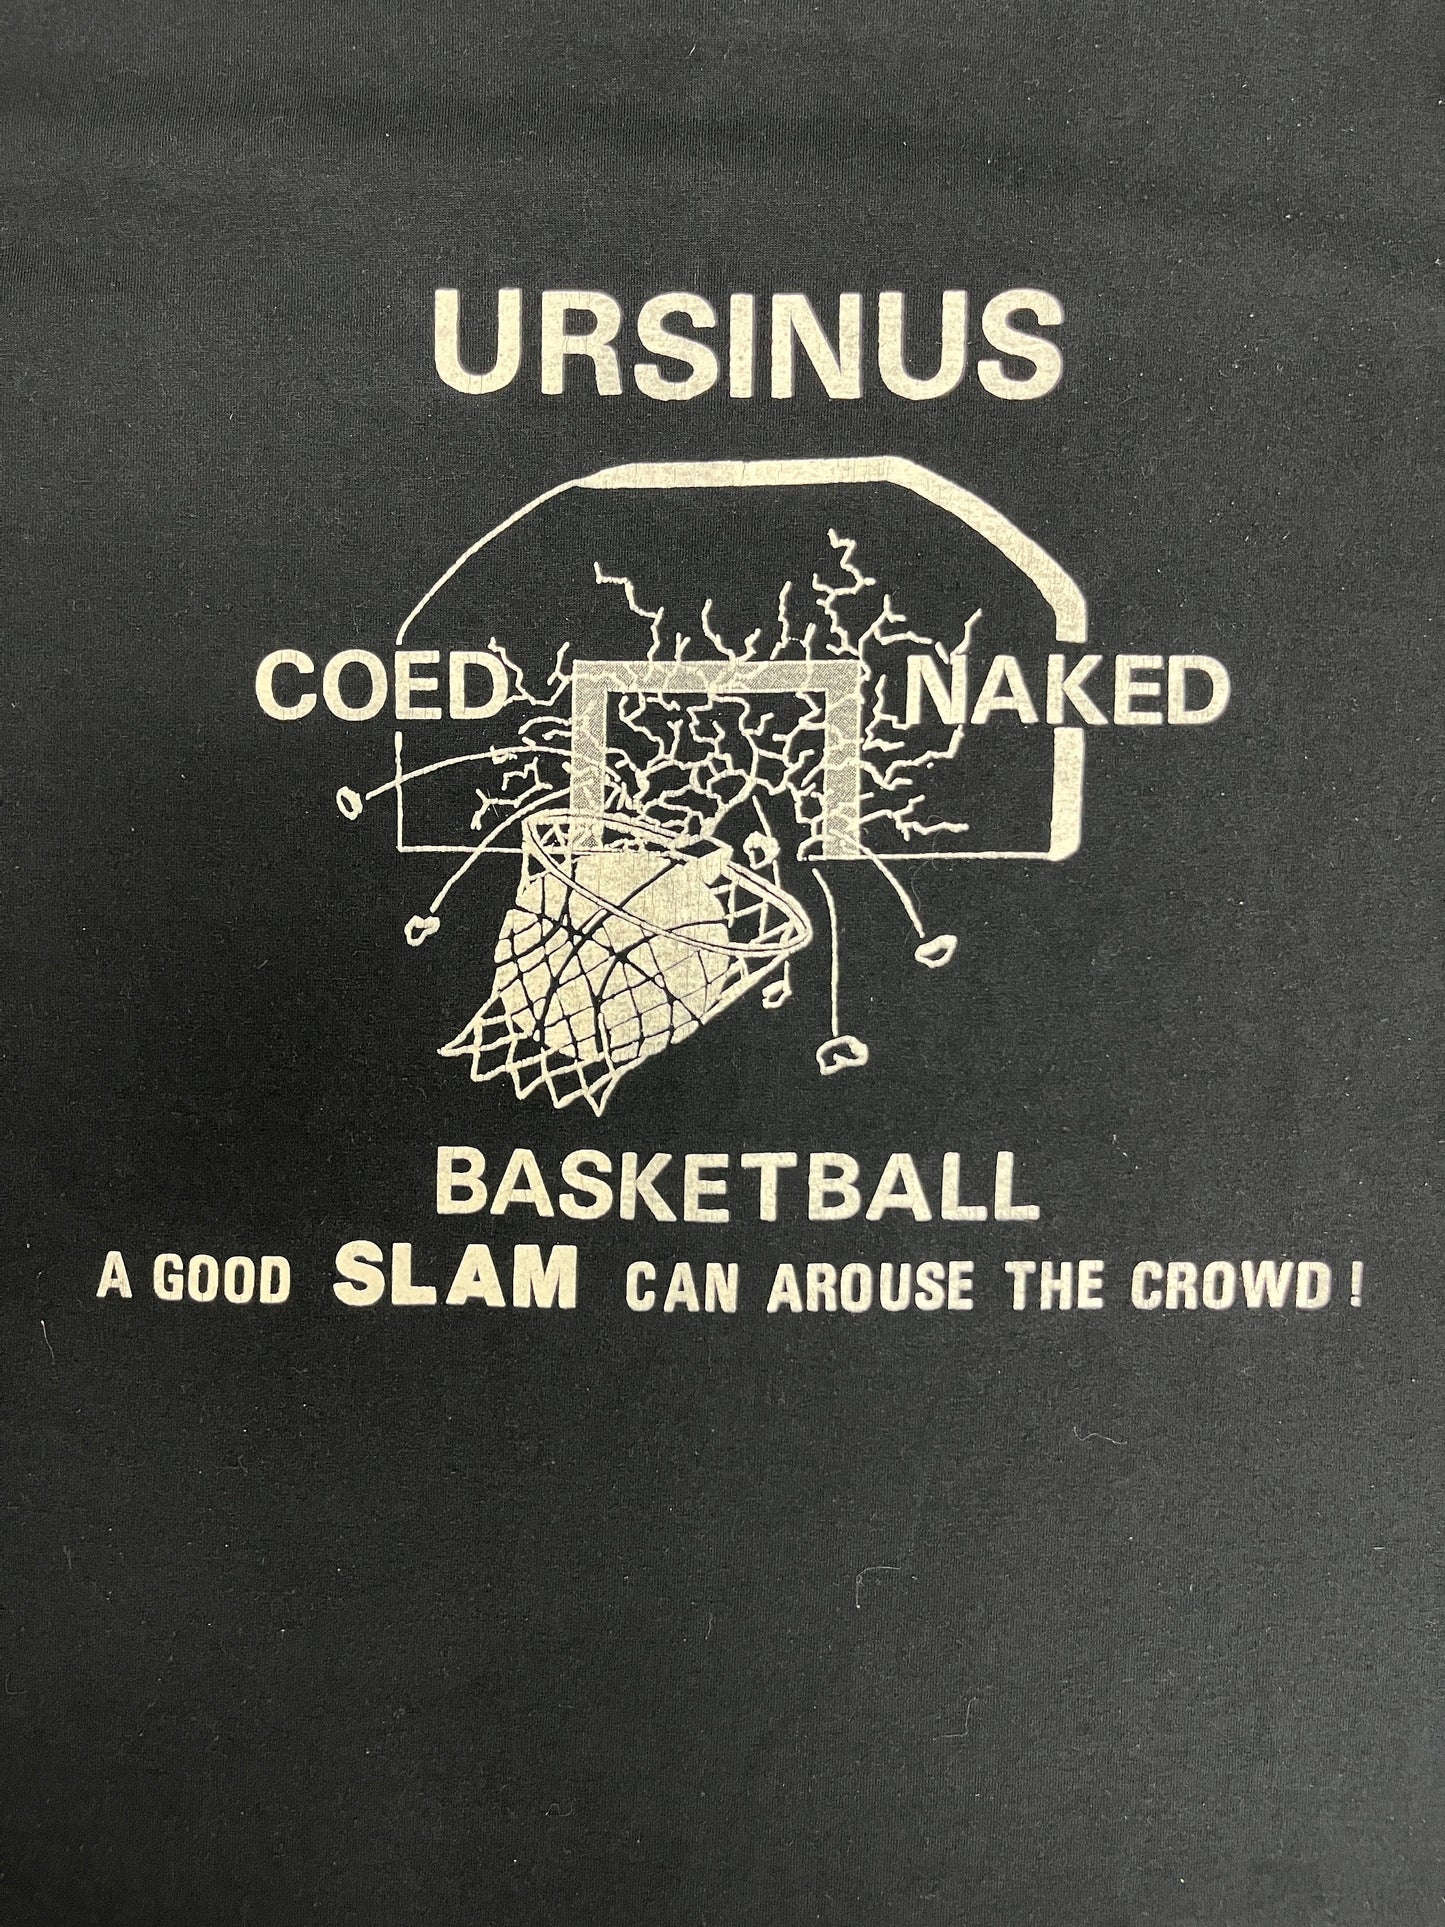 URSINUS
COED NAKED
BASKETBALL
A GOOD SLAM CAN AROUSE THE CROWD!